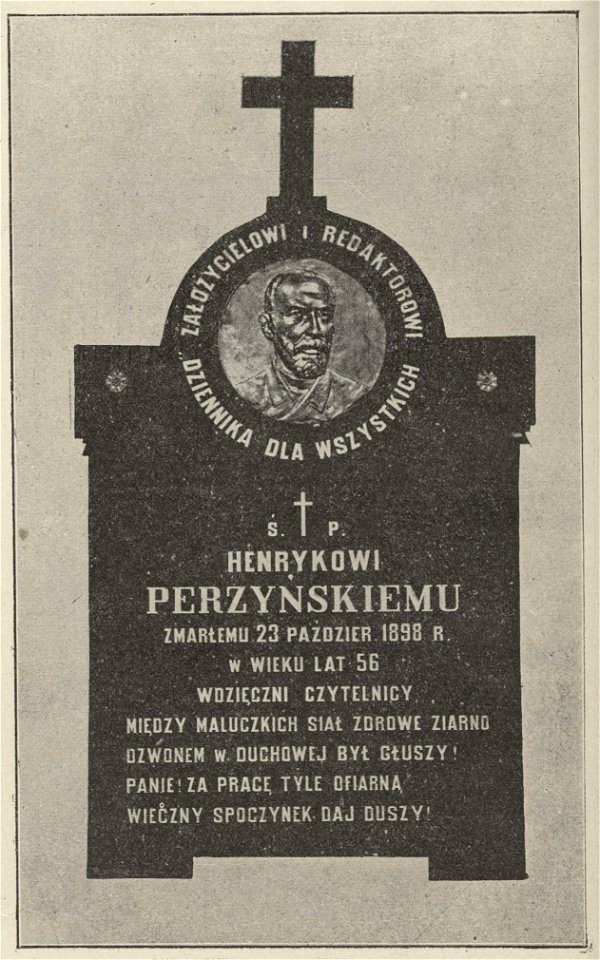 ZAŁOŻYCIELOWI I REDAKTOROWI
"DZIENNIKA DLA WSZYSTKICH
Ś. P.
HENRYKOWI
PERZYŃSKIEMU
ZMARŁEMU 23 PAŹDZIER. 1898 R.
W WIEKU LAT 56
WDZIĘCZNI CZYTELNICY
MIĘDZY MALUCZKICH SIAŁ ZDROWE ZIARNO
DZWONEM W DUCHOWEJ BYŁ GŁUSZY!
PANIE! ZA PRACĘ TYLE OFIARNĄ
WIECZNY SPOCZYNEK DAJ DUSZY!